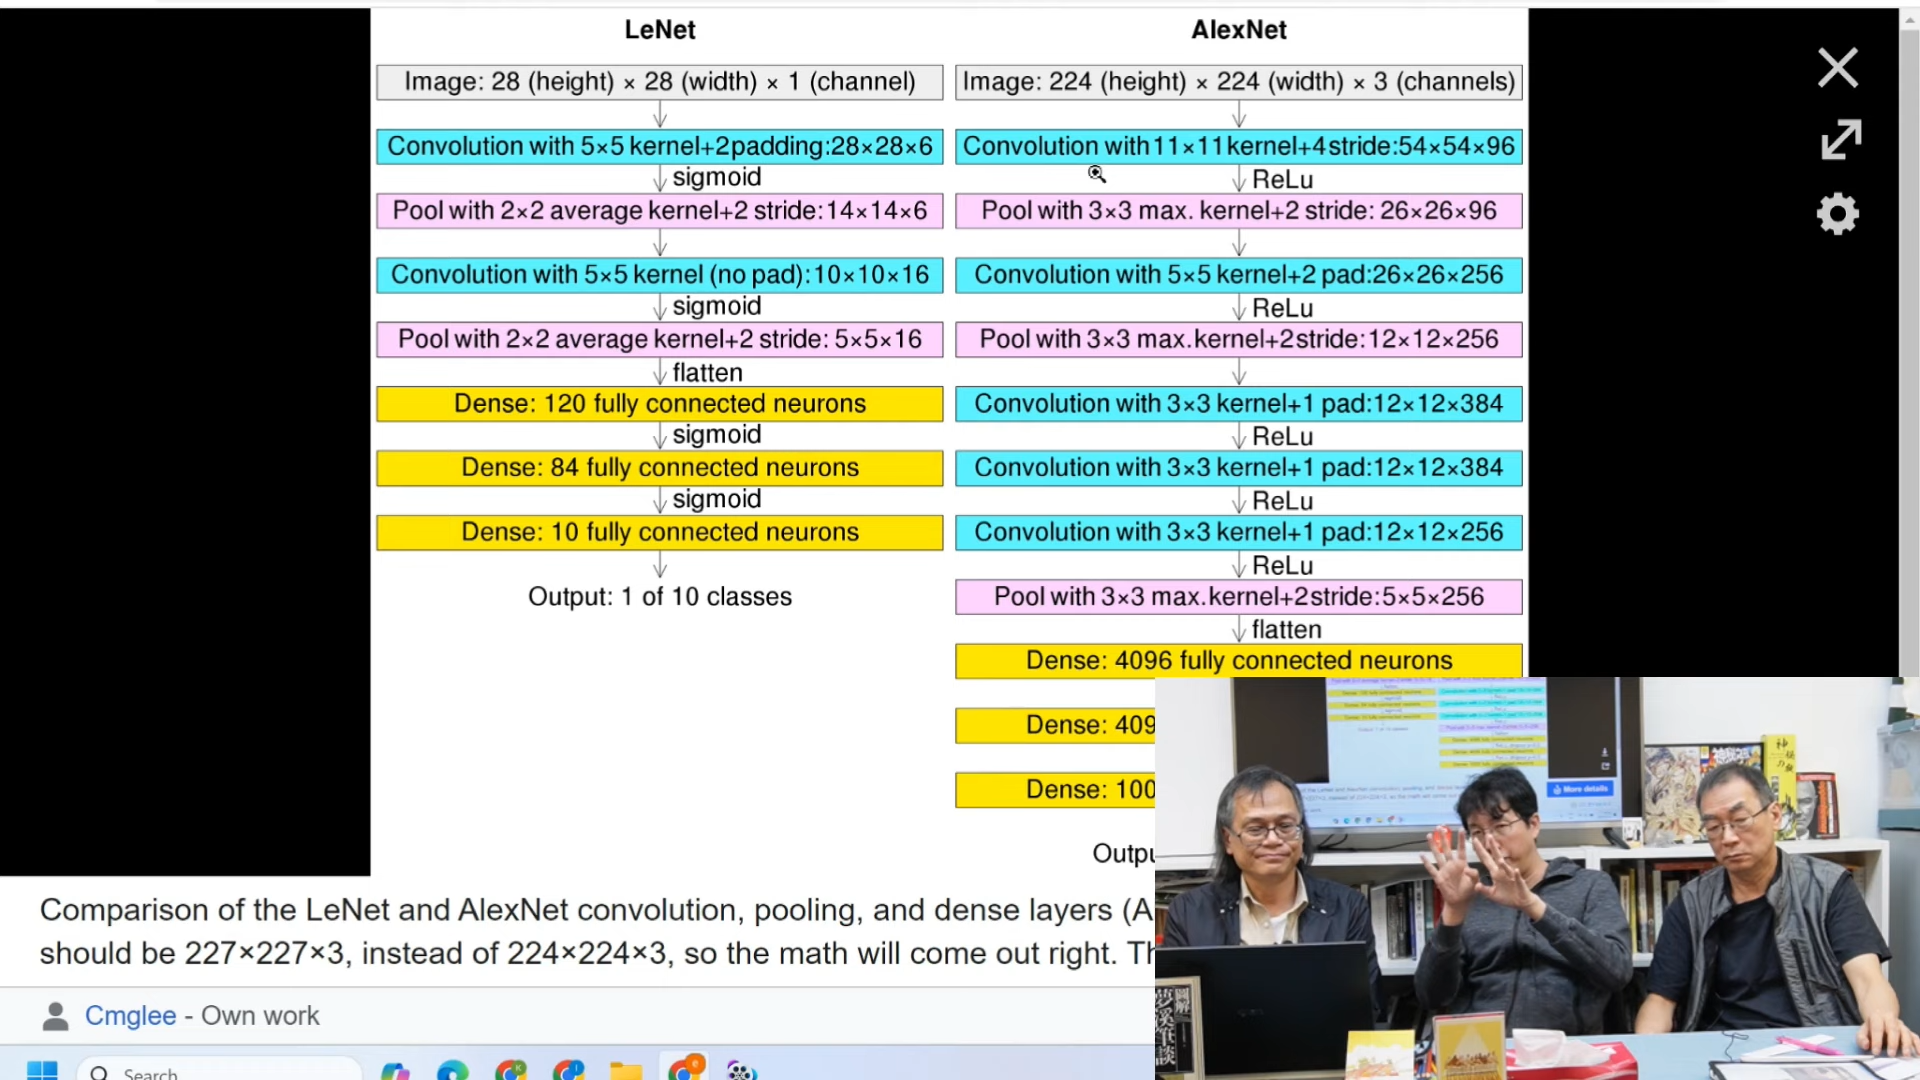 LeNet
Image: 28 (height) × 28 (width) × 1 (channel)
Convolution with 5×5 kernel+2padding:28×28×6
sigmoid
Pool with 2×2 average kernel+2 stride:14×14×6
Convolution with 5×5 kernel (no pad):10×10×16
sigmoid
Pool with 2×2 average kernel+2 stride: 5×5×16
flatten
Dense: 120 fully connected neurons
sigmoid
Dense: 84 fully connected neurons
sigmoid
Dense: 10 fully connected neurons
Output: 1 of 10 classes
AlexNet
Image: 224 (height) × 224 (width) × 3 (channels)
Convolution with 11×11 kernel+4 stride:54×54×96
ReLu
Pool with 3×3 max. kernel+2 stride: 26×26×96
Convolution with 5×5 kernel+2 pad:26×26×256
ReLu
Pool with 3×3 max.kernel+2stride:12×12×256
Convolution with 3×3 kernel+1 pad:12×12×384
ReLu
Convolution with 3×3 kernel+1 pad:12×12×384
ReLu
Convolution with 3×3 kernel+1 pad:12×12×256
ReLu
Pool with 3×3 max.kernel+2stride:5×5×256
flatten
Dense: 4096 fully connected neurons
Dense: 409
Dense: 100
Outpu
Comparison of the LeNet and AlexNet convolution, pooling, and dense layers (A
should be 227×227×3, instead of 224×224×3, so the math will come out right. Th
Cmglee - Own work
Search
More details
圖解
夢溪筆談